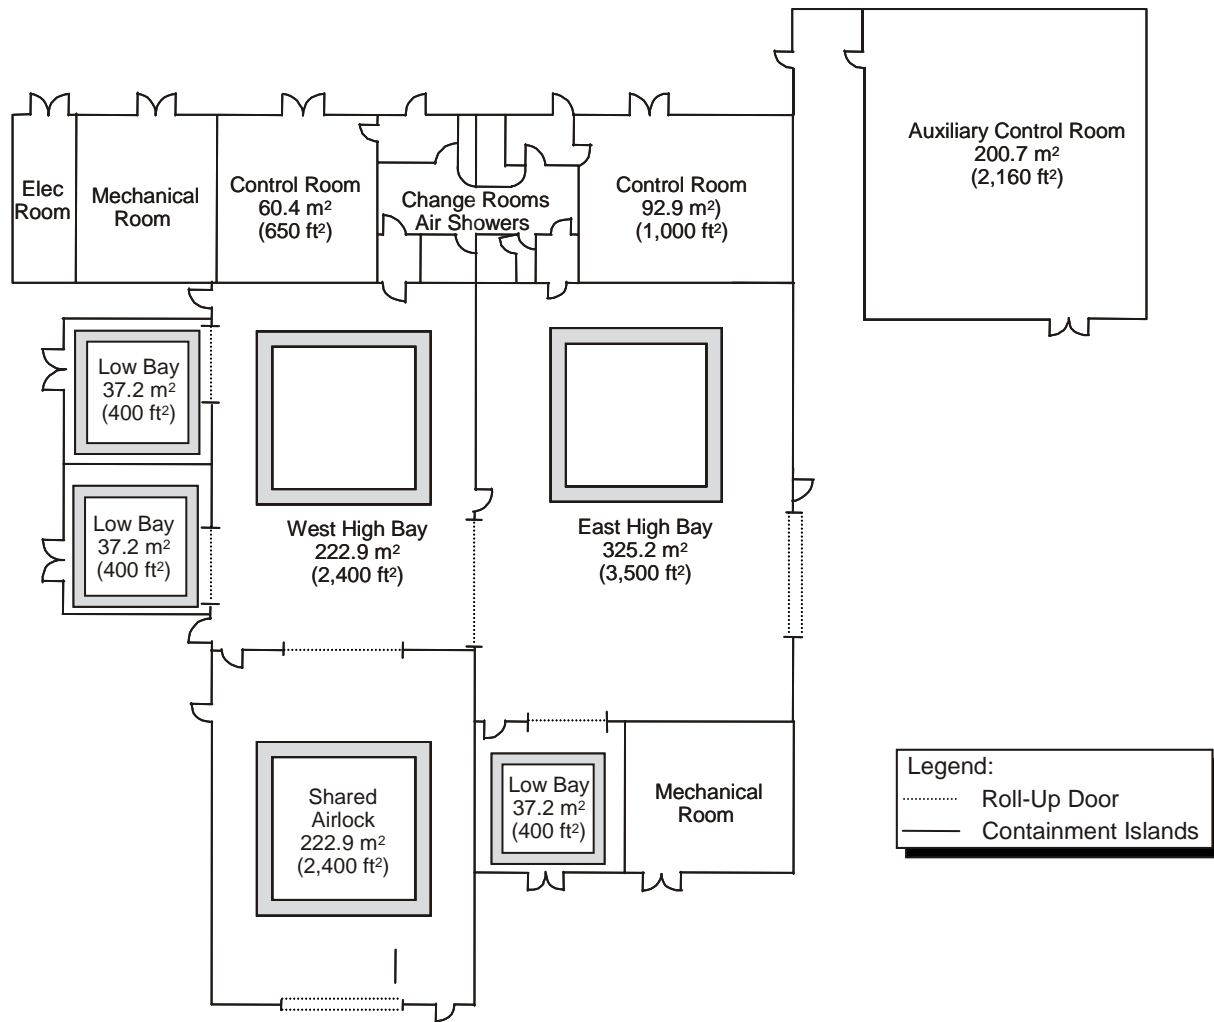 Auxiliary Control Room
200.7 m²
(2,160 ft²)
Elec
Room
Mechanical
Room
Control Room
60.4 m²
(650 ft²)
Change Rooms
Air Showers
Control Room
92.9 m²)
(1,000 ft²)
Low Bay
37.2 m²
(400 ft²)
Low Bay
37.2 m²
(400 ft²)
West High Bay
222.9 m²
(2,400 ft²)
East High Bay
325.2 m²
(3,500 ft²)
Shared
Airlock
222.9 m²
(2,400 ft²)
Low Bay
37.2 m²
(400 ft²)
Mechanical
Room
Legend:
Roll-Up Door
Containment Islands